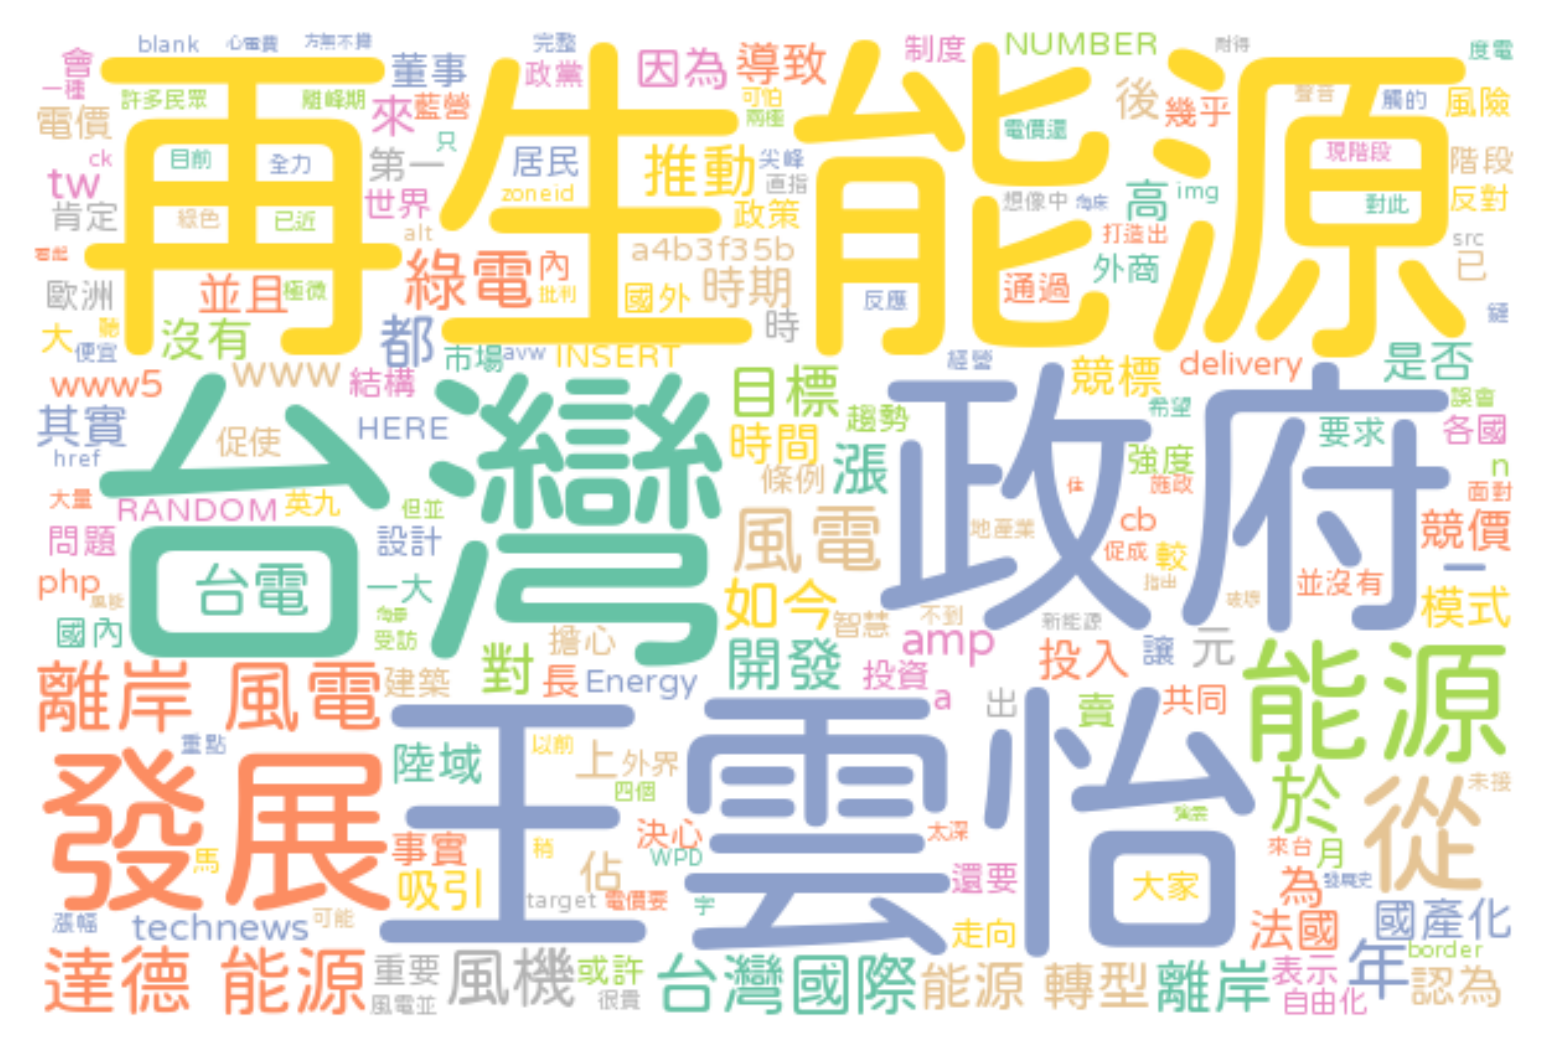 再生能源
台灣
政府
王雲怡
發展
能源
從
離岸 風電
達德 能源
風機
台灣國際
能源 轉型
離岸
年
認為
國產化
法國
為
於
blank
心電費
完整
會
一種
董事
政黨
因為
導致
制度
NUMBER
耐得
度電
許多民眾
離峰期
來
藍營
可怕
兩極
後
幾乎
聲音
觸的
風險
電價
ck
目前
全力
第一
只
居民
推動
尖峰
直指
電價還
現階段
階段
tw
肯定
綠色
已近
世界
alt
zoneid
政策
想像中
海床
高
img
對此
反對
歐洲
並且
極微
綠電
內
批判
a4b3f35b
國外
時期
時
反應
通過
打造出
外商
src
已
大
聽
便宜
沒有
都
市場
avw
INSERT
鏈
www5
www
結構
目標
經營
競標
delivery
是否
其實
促使
HERE
趨勢
時間
希望
要求
誤會
各國
href
條例
漲
強度
施政
n
面對
大量
RANDOM
英九
但並
風電
地產業
住
cb
促成
較
競價
問題
設計
php
台電
一大
如今
智慧
不到
指出
破壞
並沒有
一
模式
風能
國內
受訪
擔心
新能源
amp
對
長
Energy
開發
投資
a
投入
讓
元
建築
出
賣
共同
重點
陸域
以前
上
外界
四個
未接
馬
事實
稍
決心
WPD
太深
來台
月
發展史
吸引
佔
還要
大家
漲幅
technews
可能
target
電價要
宇
走向
border
重要
風電並
或許
很貴
表示
自由化